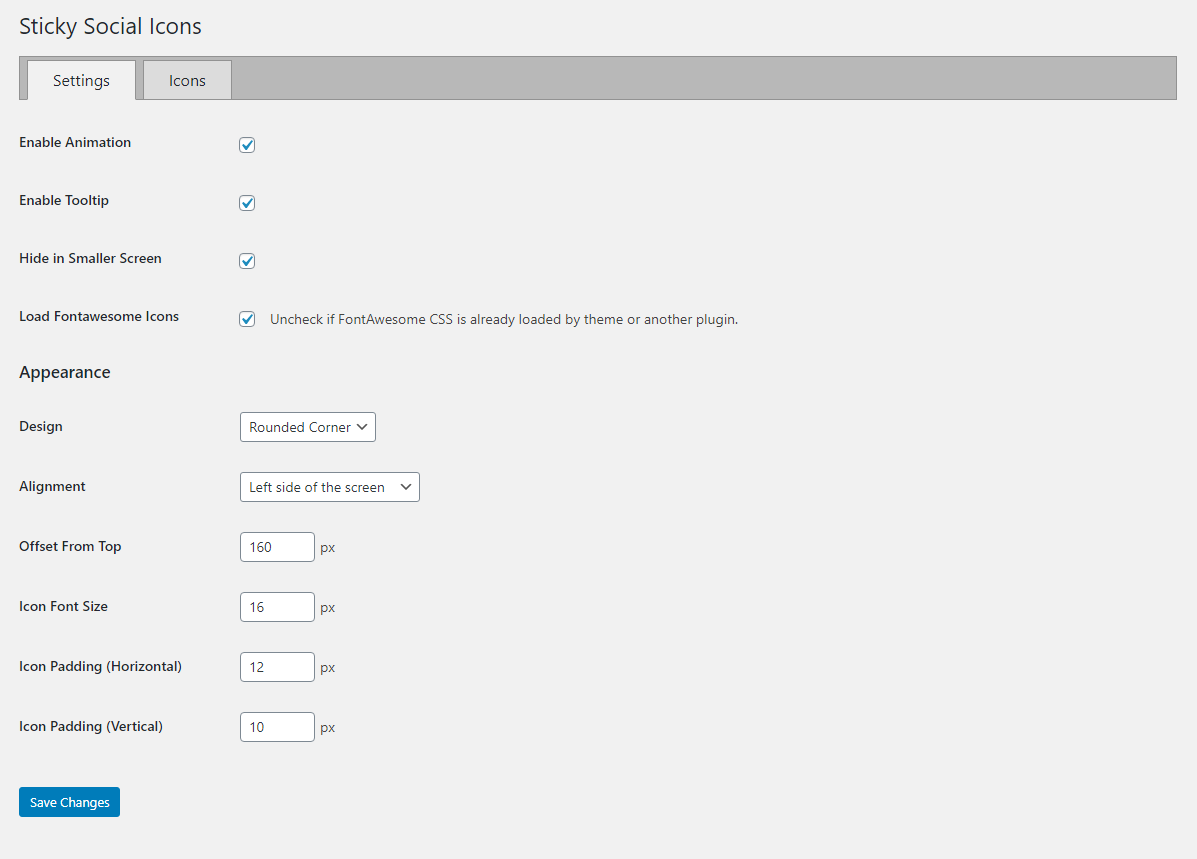 Sticky Social Icons
Settings Icons
Enable Animation
Enable Tooltip
Hide in Smaller Screen
Load Fontawesome Icons Uncheck if FontAwesome CSS is already loaded by theme or another plugin.
Appearance
Design Rounded Corner
Alignment Left side of the screen
Offset From Top 160 px
Icon Font Size 16 px
Icon Padding (Horizontal) 12 px
Icon Padding (Vertical) 10 px
Save Changes